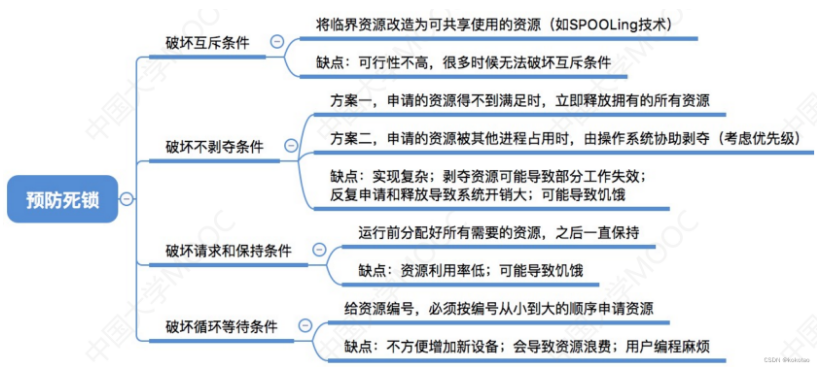 预防死锁
破坏互斥条件
将临界资源改造为可共享使用的资源（如SPOOLing技术）
缺点：可行性不高，很多时候无法破坏互斥条件
破坏不剥夺条件
方案一，申请的资源得不到满足时，立即释放拥有的所有资源
方案二，申请的资源被其他进程占用时，由操作系统协助剥夺（考虑优先级）
缺点：实现复杂；剥夺资源可能导致部分工作失效；
反复申请和释放导致系统开销大；可能导致饥饿
破坏请求和保持条件
运行前分配好所有需要的资源，之后一直保持
缺点：资源利用率低；可能导致饥饿
破坏循环等待条件
给资源编号，必须按编号从小到大的顺序申请资源
缺点：不方便增加新设备；会导致资源浪费；用户编程麻烦
中国大学MOOC